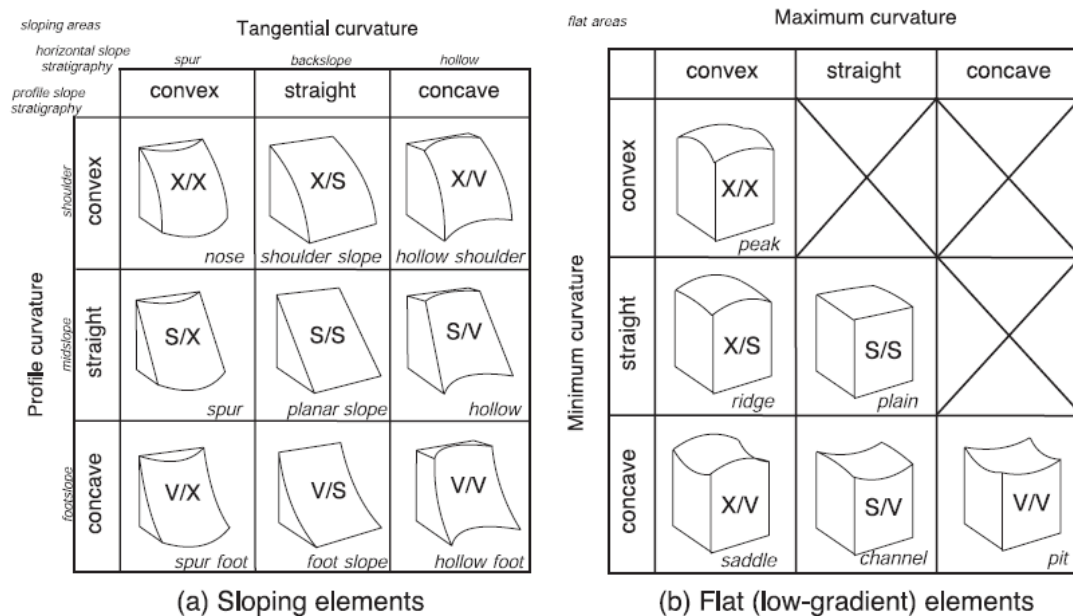 sloping areas
Tangential curvature
horizontal slope
stratigraphy
spur
backslope
hollow
profile slope
stratigraphy
convex
straight
concave
Profile curvature
shoulder
convex
X/X
nose
X/S
shoulder slope
X/V
hollow shoulder
midslope
straight
S/X
spur
S/S
planar slope
S/V
hollow
footslope
concave
V/X
spur foot
V/S
foot slope
V/V
hollow foot
(a) Sloping elements
flat areas
Maximum curvature
convex
straight
concave
Minimum curvature
convex
X/X
peak
straight
X/S
ridge
S/S
plain
concave
X/V
saddle
S/V
channel
V/V
pit
(b) Flat (low-gradient) elements